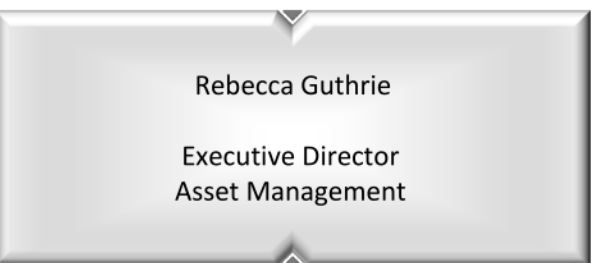 Rebecca Guthrie
Executive Director
Asset Management